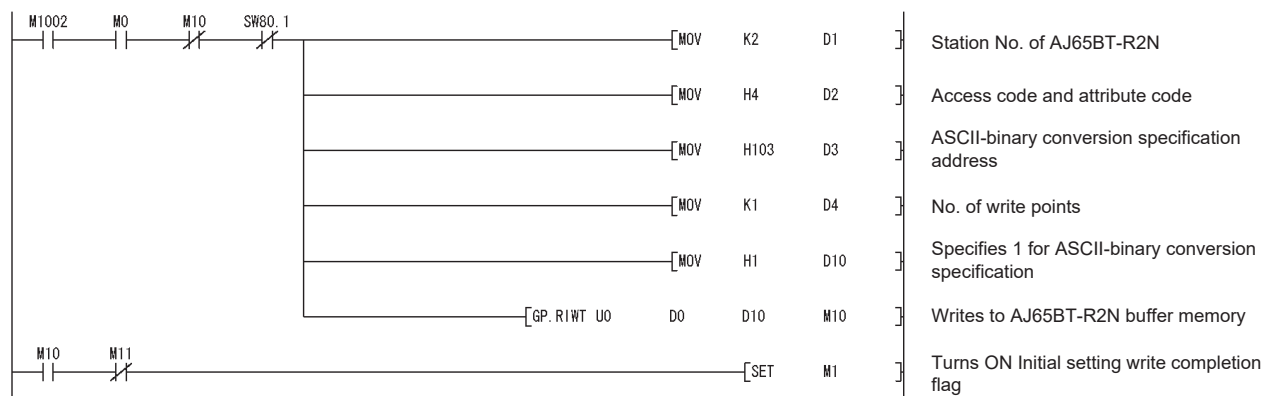 M1002 M0 M10 SW80.1
[MOV K2 D1 ] Station No. of AJ65BT-R2N
[MOV H4 D2 ] Access code and attribute code
[MOV H103 D3 ] ASCII-binary conversion specification
address
[MOV K1 D4 ] No. of write points
[MOV H1 D10 ] Specifies 1 for ASCII-binary conversion
specification
[GP.RIWT U0 D0 D10 M10 ] Writes to AJ65BT-R2N buffer memory
M10 M11
[SET M1 ] Turns ON Initial setting write completion
flag